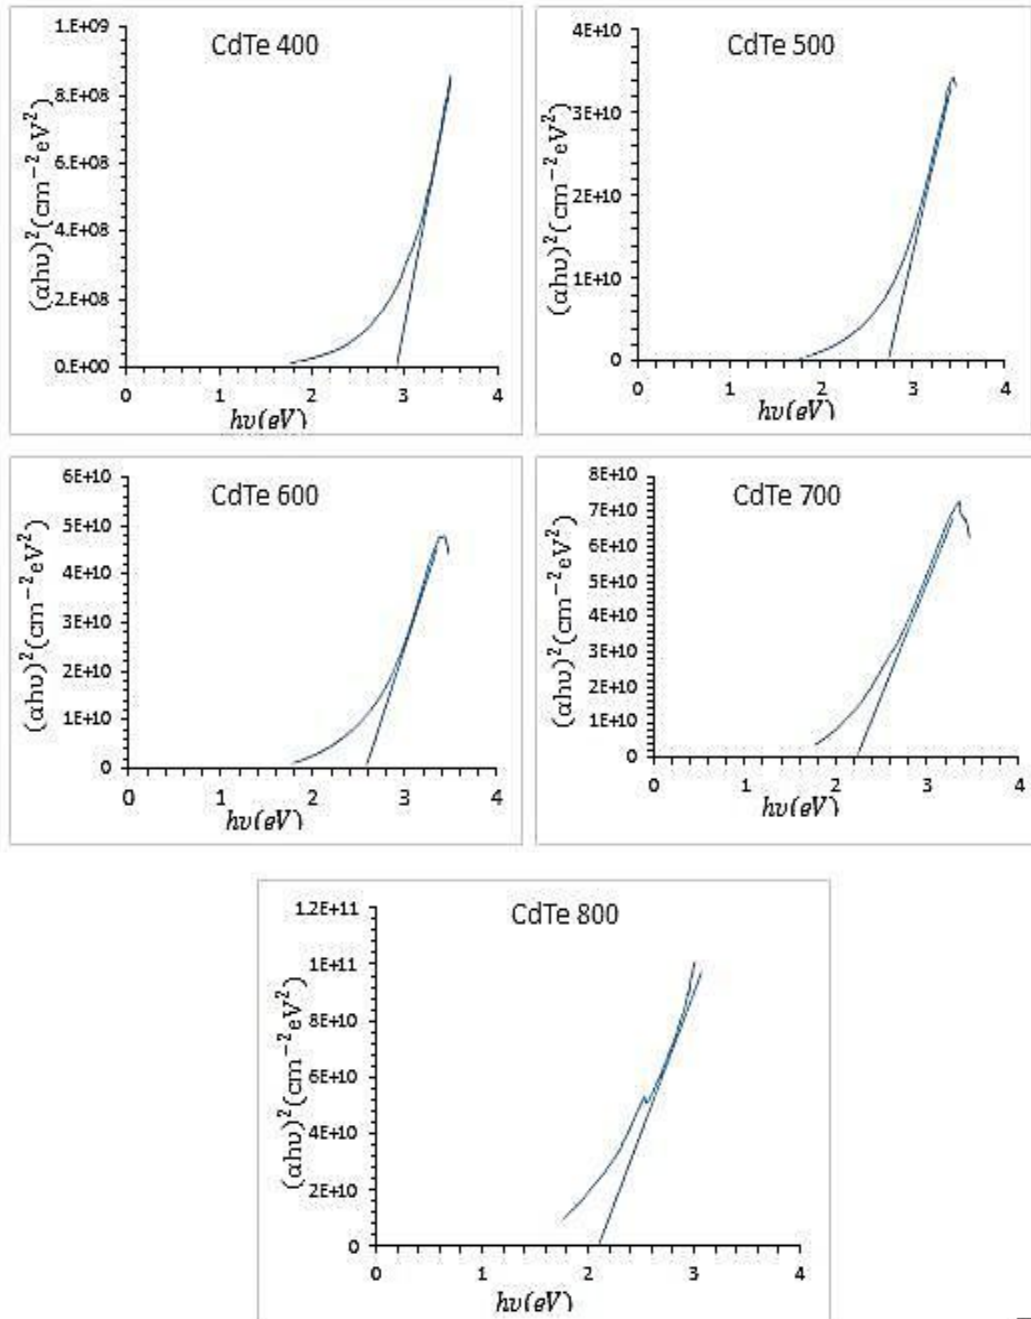 CdTe 400
(αhυ)²(cm⁻²eV²)
1.E+09
8.E+08
6.E+08
4.E+08
2.E+08
0.E+00
0 1 2 3 4
hυ(eV)
CdTe 500
(αhυ)²(cm⁻²eV²)
4E+10
3E+10
2E+10
1E+10
0
0 1 2 3 4
hυ(eV)
CdTe 600
(αhυ)²(cm⁻²eV²)
6E+10
5E+10
4E+10
3E+10
2E+10
1E+10
0
0 1 2 3 4
hυ(eV)
CdTe 700
(αhυ)²(cm⁻²eV²)
8E+10
7E+10
6E+10
5E+10
4E+10
3E+10
2E+10
1E+10
0
0 1 2 3 4
hυ(eV)
CdTe 800
(αhυ)²(cm⁻²eV²)
1.2E+11
1E+11
8E+10
6E+10
4E+10
2E+10
0
0 1 2 3 4
hυ(eV)